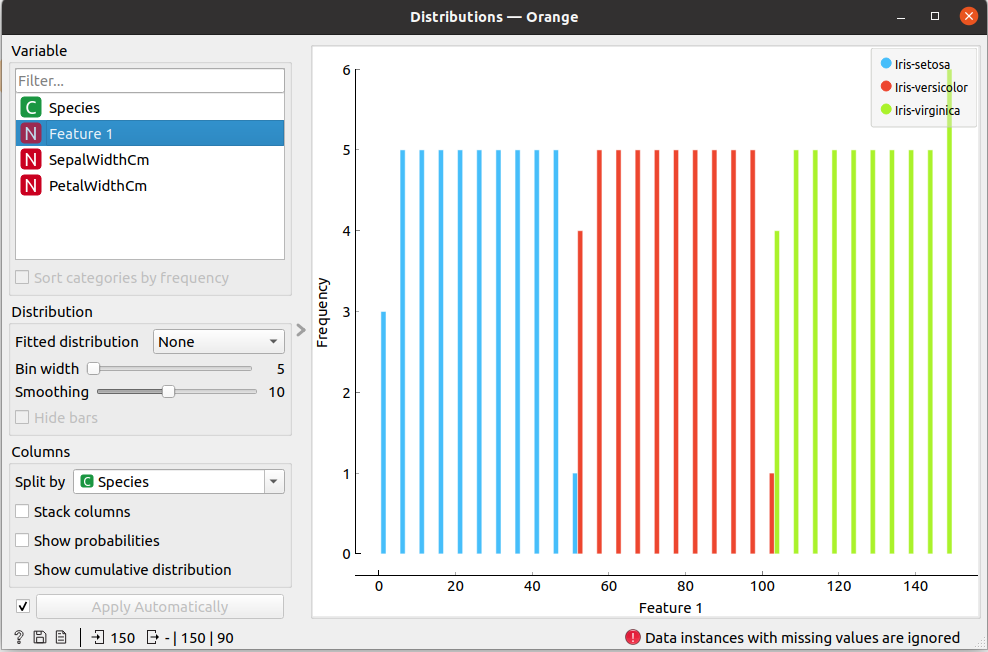 Distributions — Orange
Variable
Filter...
C Species
N Feature 1
N SepalWidthCm
N PetalWidthCm
Sort categories by frequency
Distribution
Fitted distribution None
Bin width 5
Smoothing 10
Hide bars
Columns
Split by C Species
Stack columns
Show probabilities
Show cumulative distribution
Apply Automatically
? 150 - | 150 | 90
Iris-setosa
Iris-versicolor
Iris-virginica
6
5
4
3
2
1
0
Frequency
0 20 40 60 80 100 120 140
Feature 1
! Data instances with missing values are ignored